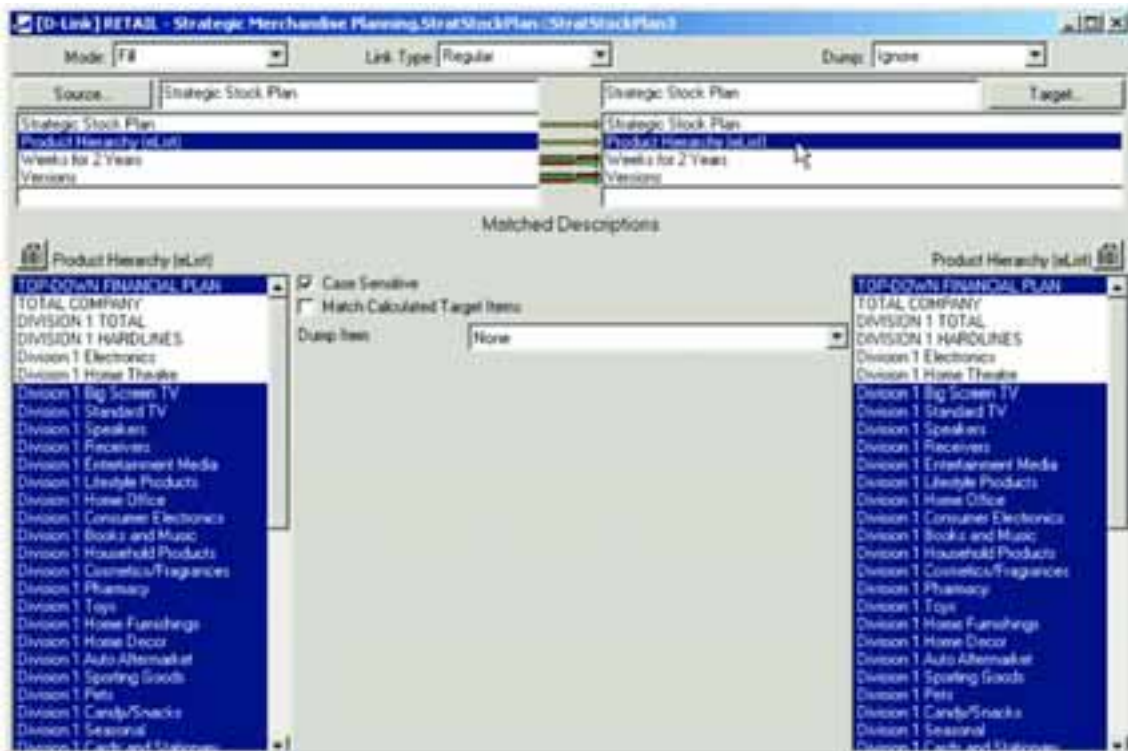 [D-Link] RETAIL - Strategic Merchandise Planning.StratStockPlan::StratStockPlan3
Mode: Fill Link Type: Regular Dump: Ignore
Source... Strategic Stock Plan Strategic Stock Plan Target...
Strategic Stock Plan Strategic Stock Plan
Product Hierarchy (eList) Product Hierarchy (eList)
Weeks for 2 Years Weeks for 2 Years
Versions Versions
Matched Descriptions
Product Hierarchy (eList) Product Hierarchy (eList)
TOP-DOWN FINANCIAL PLAN Case Sensitive TOP-DOWN FINANCIAL PLAN
TOTAL COMPANY Match Calculated Target Items TOTAL COMPANY
DIVISION 1 TOTAL DIVISION 1 TOTAL
DIVISION 1 HARDLINES Dump Item None DIVISION 1 HARDLINES
Division 1 Electronics Division 1 Electronics
Division 1 Home Theatre Division 1 Home Theatre
Division 1 Big Screen TV Division 1 Big Screen TV
Division 1 Standard TV Division 1 Standard TV
Division 1 Speakers Division 1 Speakers
Division 1 Receivers Division 1 Receivers
Division 1 Entertainment Media Division 1 Entertainment Media
Division 1 Lifestyle Products Division 1 Lifestyle Products
Division 1 Home Office Division 1 Home Office
Division 1 Consumer Electronics Division 1 Consumer Electronics
Division 1 Books and Music Division 1 Books and Music
Division 1 Household Products Division 1 Household Products
Division 1 Cosmetics/Fragrances Division 1 Cosmetics/Fragrances
Division 1 Pharmacy Division 1 Pharmacy
Division 1 Toys Division 1 Toys
Division 1 Home Furnishings Division 1 Home Furnishings
Division 1 Home Decor Division 1 Home Decor
Division 1 Auto Aftermarket Division 1 Auto Aftermarket
Division 1 Sporting Goods Division 1 Sporting Goods
Division 1 Pets Division 1 Pets
Division 1 Candy/Snacks Division 1 Candy/Snacks
Division 1 Seasonal Division 1 Seasonal
Division 1 Cards and Stationery Division 1 Cards and Stationery